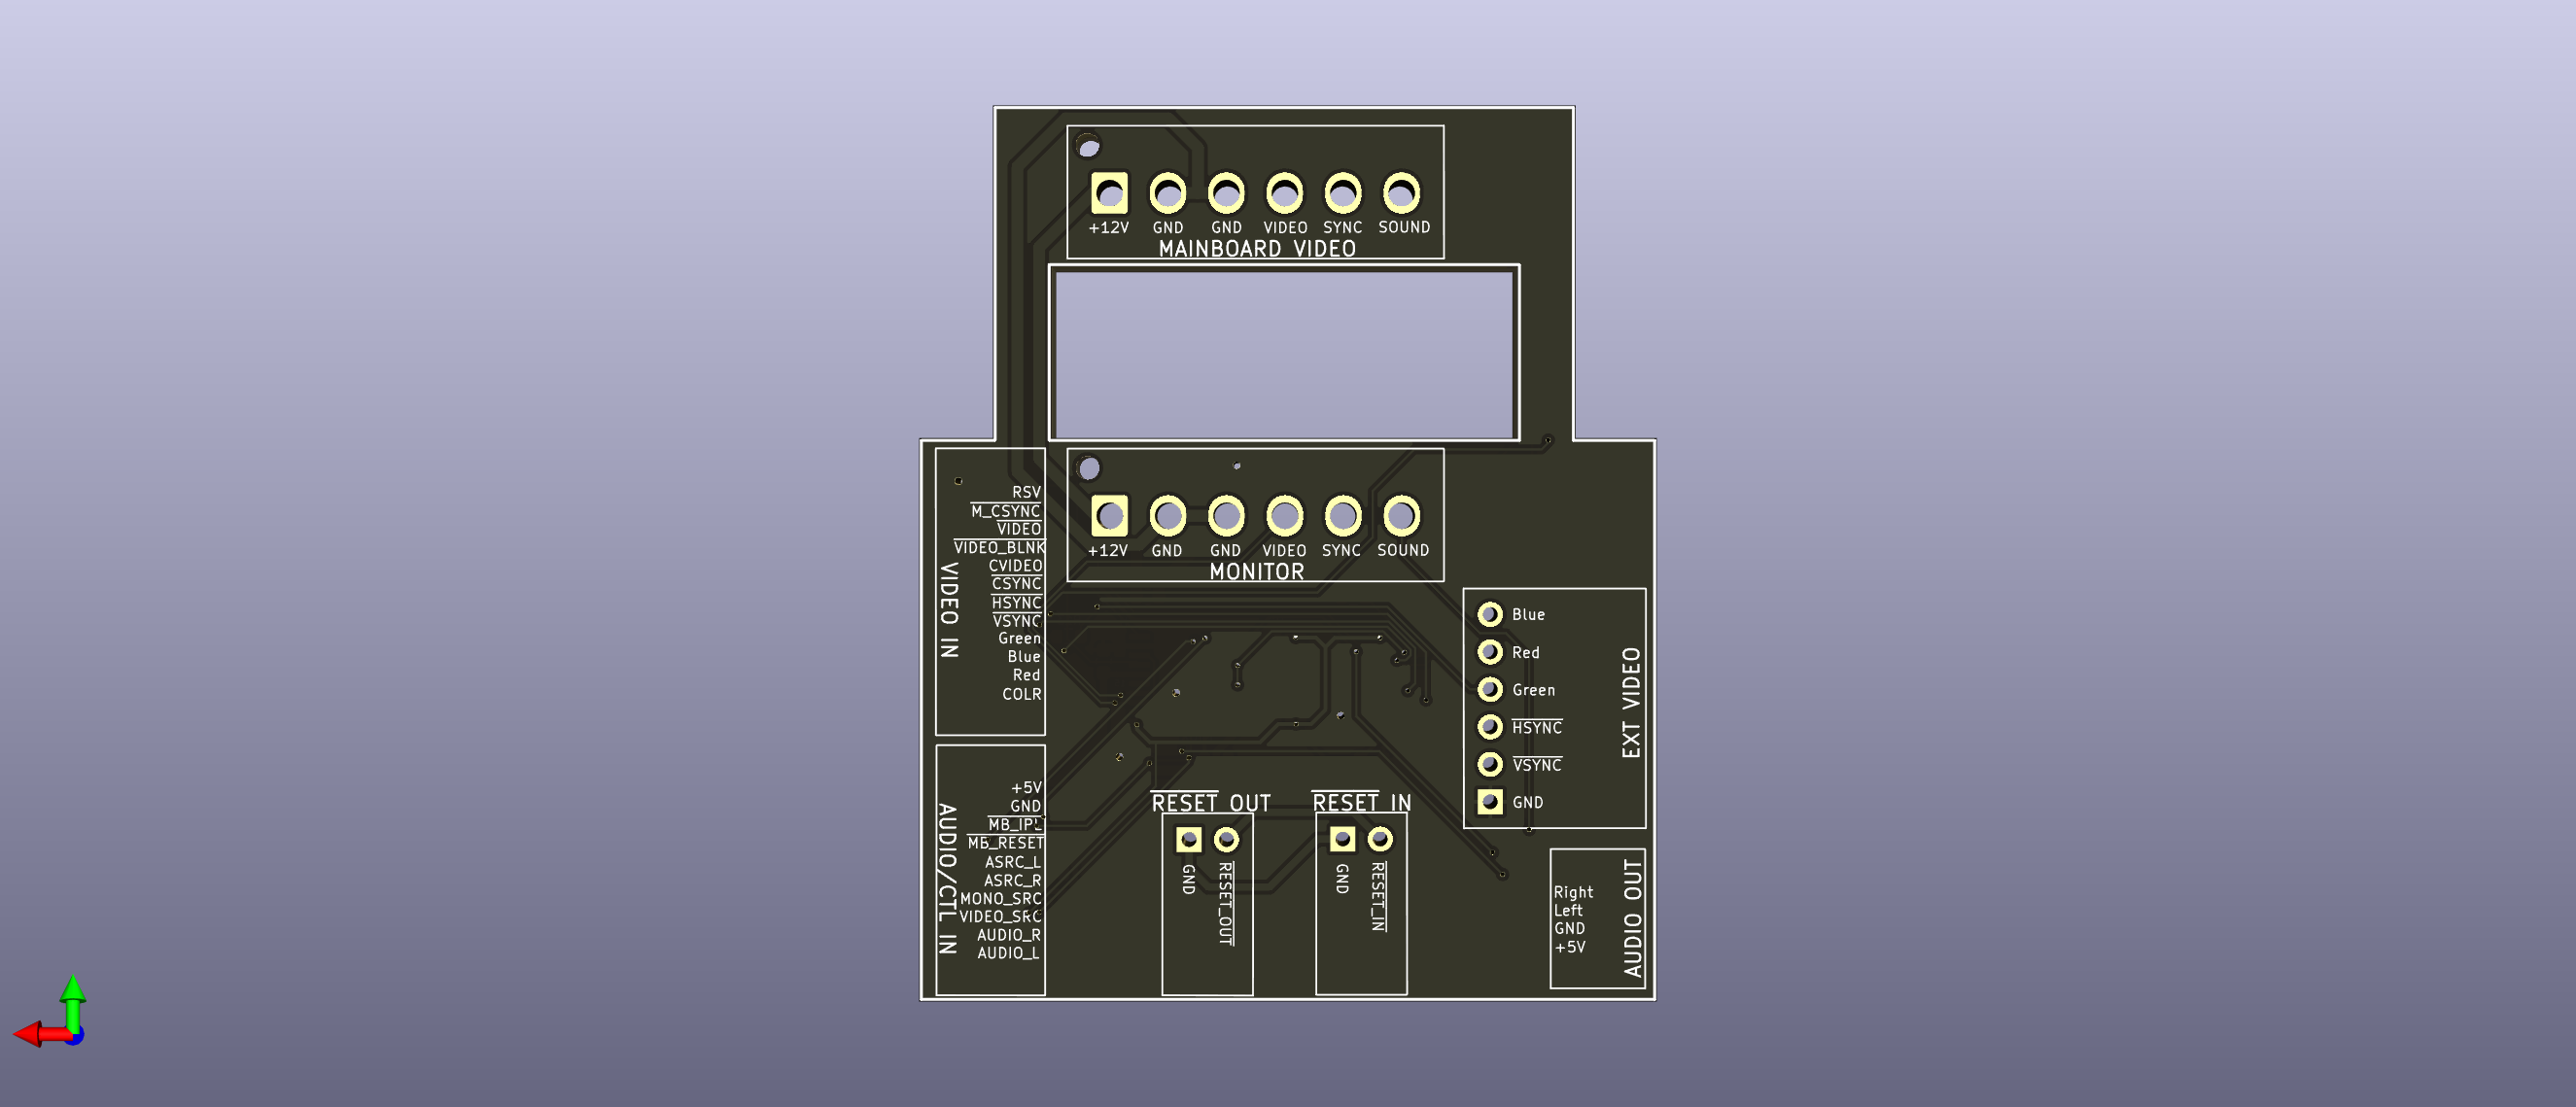 +12V GND GND VIDEO SYNC SOUND
MAINBOARD VIDEO
+12V GND GND VIDEO SYNC SOUND
MONITOR
VIDEO IN
RSV
M_CSYNC
VIDEO
VIDEO_BLNK
CVIDEO
CSYNC
HSYNC
VSYNC
Green
Blue
Red
COLR
AUDIO/CTL IN
+5V
GND
MB_IPL
MB_RESET
ASRC_L
ASRC_R
MONO_SRC
VIDEO_SRC
AUDIO_R
AUDIO_L
RESET OUT
GND
RESET_OUT
RESET IN
GND
RESET_IN
Blue
Red
Green
HSYNC
VSYNC
GND
EXT VIDEO
Right
Left
GND
+5V
AUDIO OUT